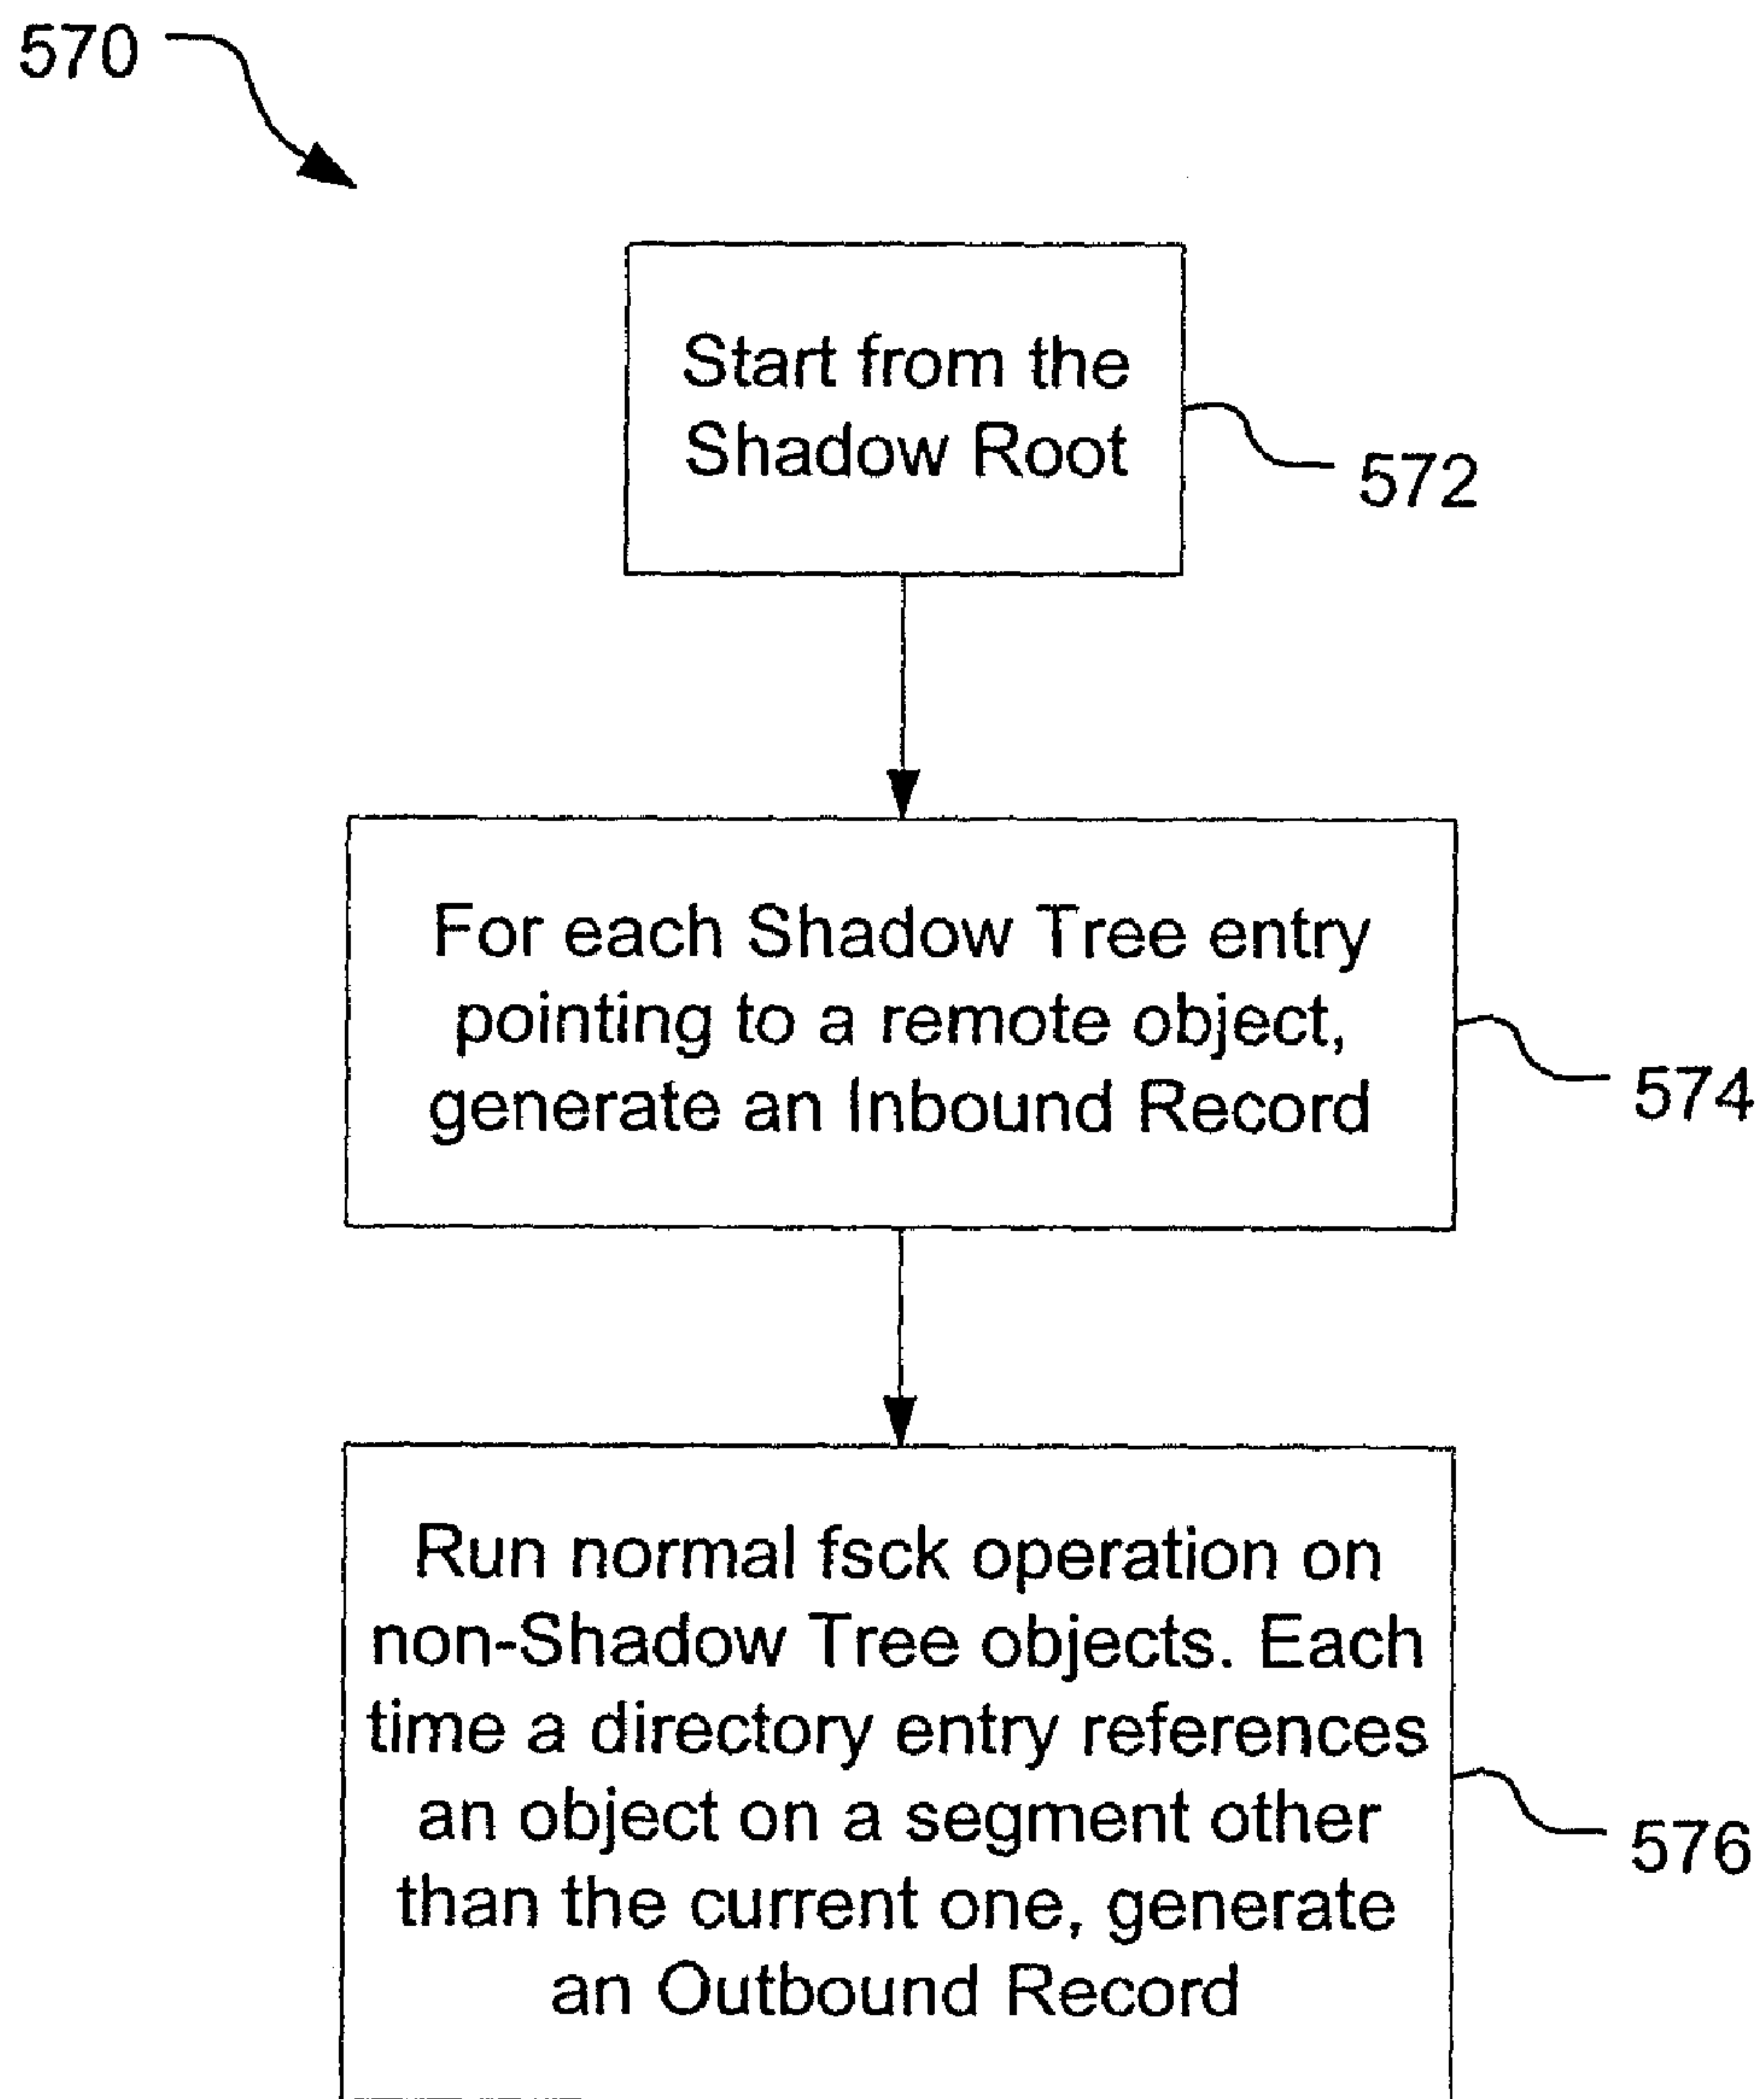 570
Start from the
Shadow Root
572
For each Shadow Tree entry
pointing to a remote object,
generate an Inbound Record
574
Run normal fsck operation on
non-Shadow Tree objects. Each
time a directory entry references
an object on a segment other
than the current one, generate
an Outbound Record
576